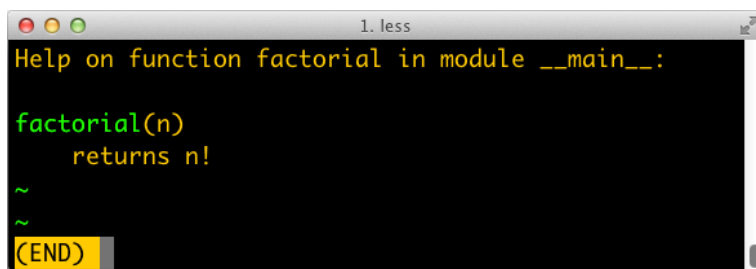 1. less
Help on function factorial in module __main__:
factorial(n)
returns n!
~
~
(END)